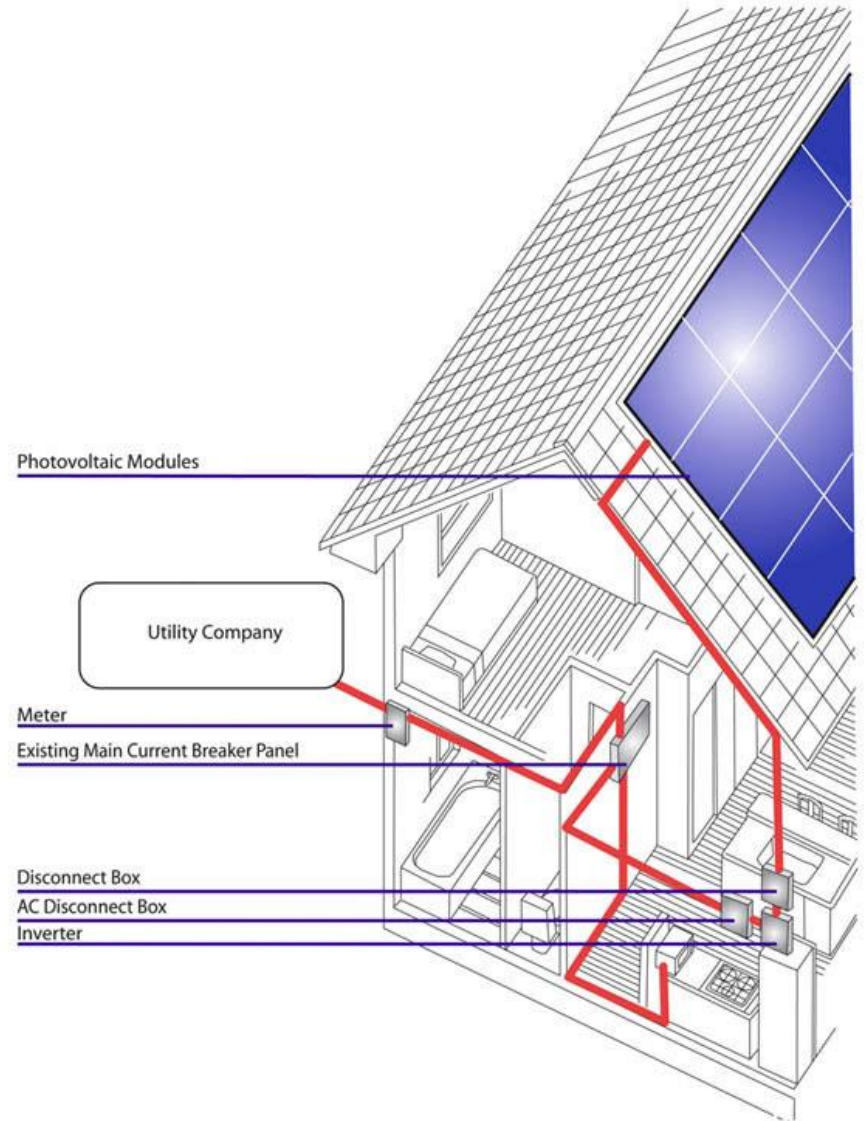 Photovoltaic Modules
Utility Company
Meter
Existing Main Current Breaker Panel
Disconnect Box
AC Disconnect Box
Inverter